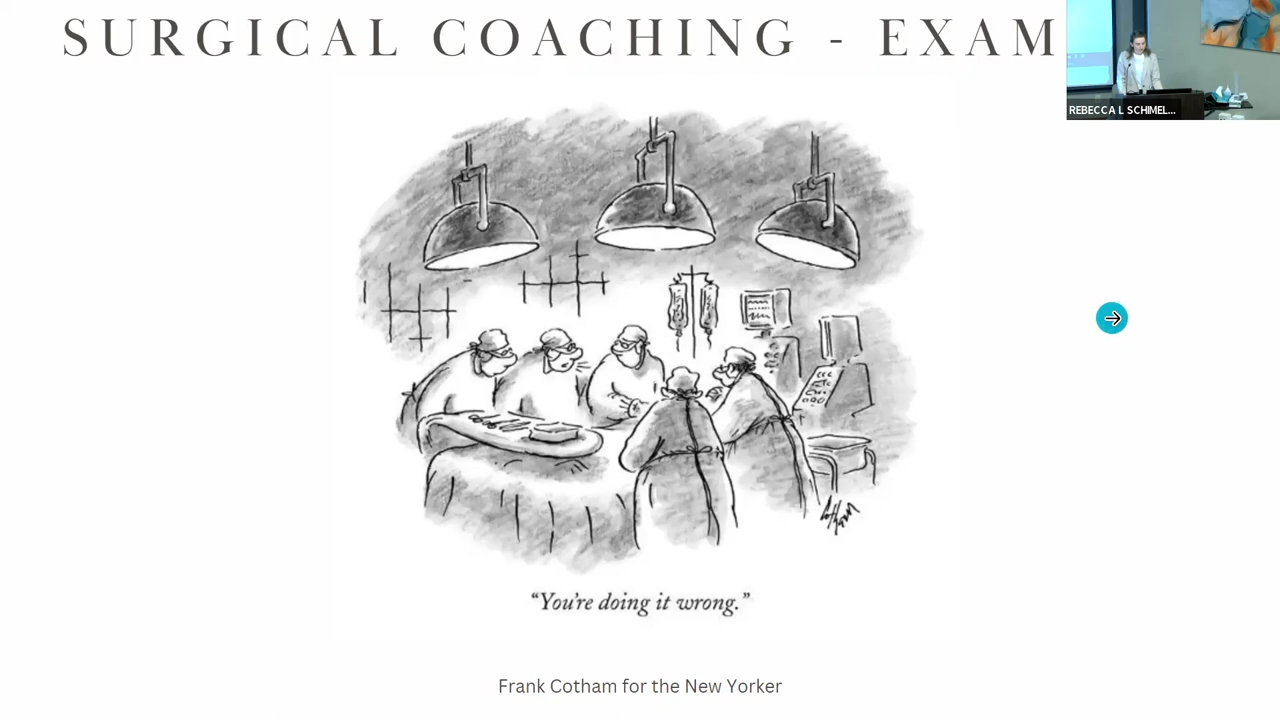 SURGICAL COACHING - EXAM
REBECCA L SCHIMEL...
“You’re doing it wrong.”
Frank Cotham for the New Yorker